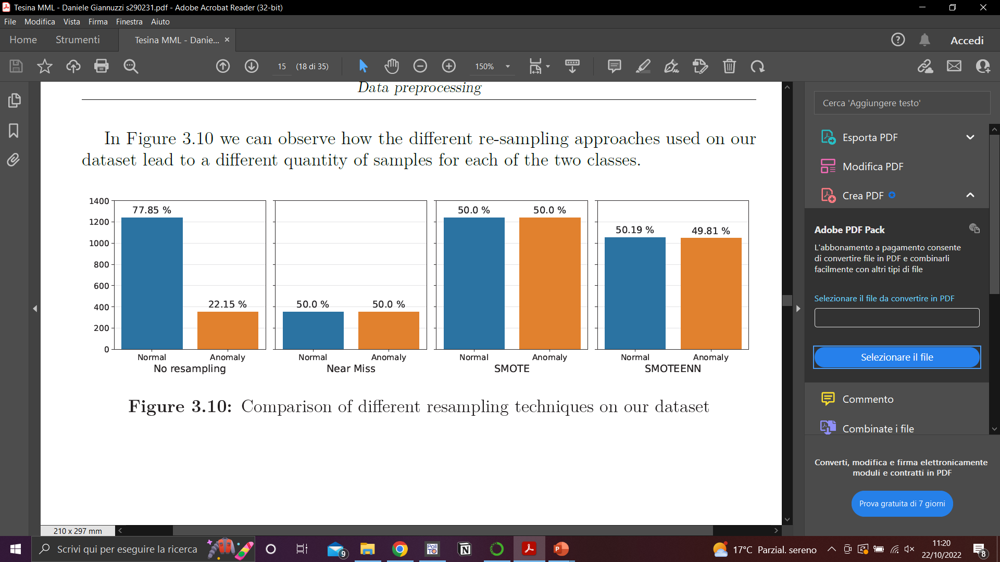 Tesina MML - Daniele Giannuzzi s290231.pdf - Adobe Acrobat Reader (32-bit)
File Modifica Vista Firma Finestra Aiuto
Home Strumenti Tesina MML - Danie... × Accedi
15 (18 di 35) 150%
Data preprocessing
In Figure 3.10 we can observe how the different re-sampling approaches used on our
dataset lead to a different quantity of samples for each of the two classes.
1400
1200
1000
800
600
400
200
0
77.85 % 22.15 %
Normal Anomaly
No resampling
50.0 % 50.0 %
Normal Anomaly
Near Miss
50.0 % 50.0 %
Normal Anomaly
SMOTE
50.19 % 49.81 %
Normal Anomaly
SMOTEENN
Figure 3.10: Comparison of different resampling techniques on our dataset
210 x 297 mm
Cerca 'Aggiungere testo'
Esporta PDF
Modifica PDF
Crea PDF
Adobe PDF Pack
L'abbonamento a pagamento consente
di convertire file in PDF e combinarli
facilmente con altri tipi di file
Selezionare il file da convertire in PDF
Selezionare il file
Commento
Combinate i file
Converti, modifica e firma elettronicamente
moduli e contratti in PDF
Prova gratuita di 7 giorni
Scrivi qui per eseguire la ricerca
9
Poli
TO
N
P
17°C Parzial. sereno
11:20
22/10/2022
8